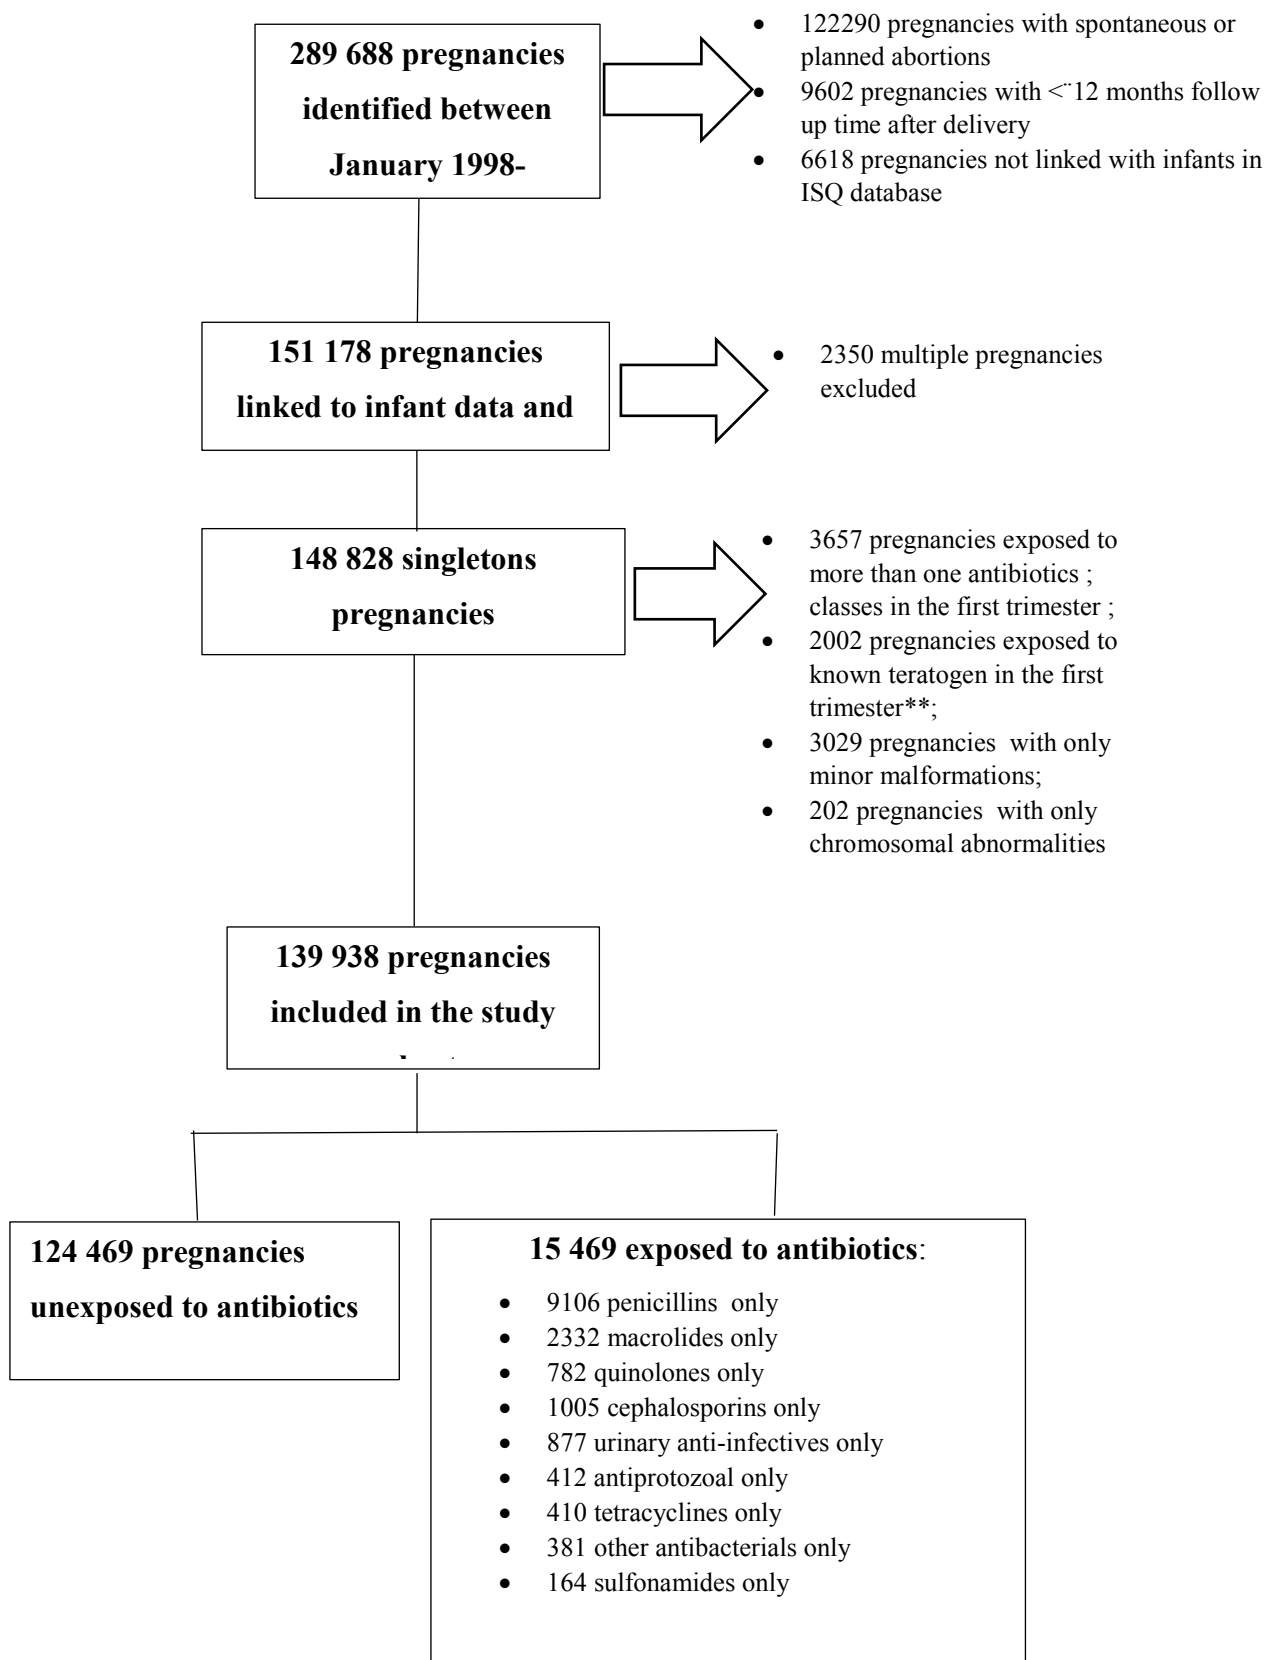 289 688 pregnancies
identified between
January 1998-
• 122290 pregnancies with spontaneous or
planned abortions
• 9602 pregnancies with <¨12 months follow
up time after delivery
• 6618 pregnancies not linked with infants in
ISQ database
151 178 pregnancies
linked to infant data and
• 2350 multiple pregnancies
excluded
148 828 singletons
pregnancies
• 3657 pregnancies exposed to
more than one antibiotics ;
classes in the first trimester ;
• 2002 pregnancies exposed to
known teratogen in the first
trimester**;
• 3029 pregnancies with only
minor malformations;
• 202 pregnancies with only
chromosomal abnormalities
139 938 pregnancies
included in the study
124 469 pregnancies
unexposed to antibiotics
15 469 exposed to antibiotics:
• 9106 penicillins only
• 2332 macrolides only
• 782 quinolones only
• 1005 cephalosporins only
• 877 urinary anti-infectives only
• 412 antiprotozoal only
• 410 tetracyclines only
• 381 other antibacterials only
• 164 sulfonamides only